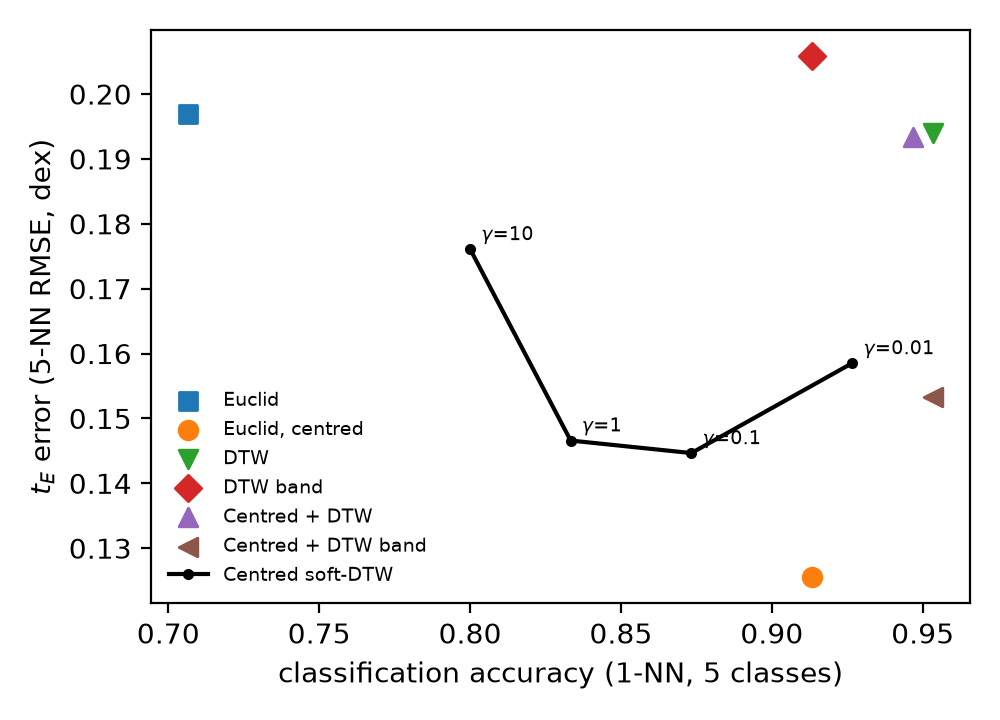 0.20
0.19
0.18
0.17
0.16
0.15
0.14
0.13
t_E error (5-NN RMSE, dex)
γ=10
γ=0.01
γ=1
γ=0.1
Euclid
Euclid, centred
DTW
DTW band
Centred + DTW
Centred + DTW band
Centred soft-DTW
0.70 0.75 0.80 0.85 0.90 0.95
classification accuracy (1-NN, 5 classes)